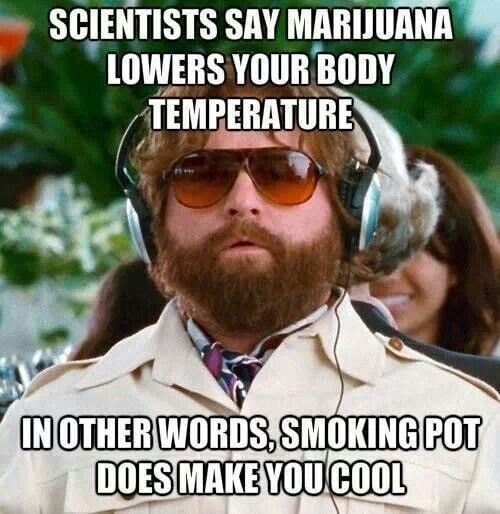 SCIENTISTS SAY MARIJUANA
LOWERS YOUR BODY
TEMPERATURE
IN OTHER WORDS, SMOKING POT
DOES MAKE YOU COOL